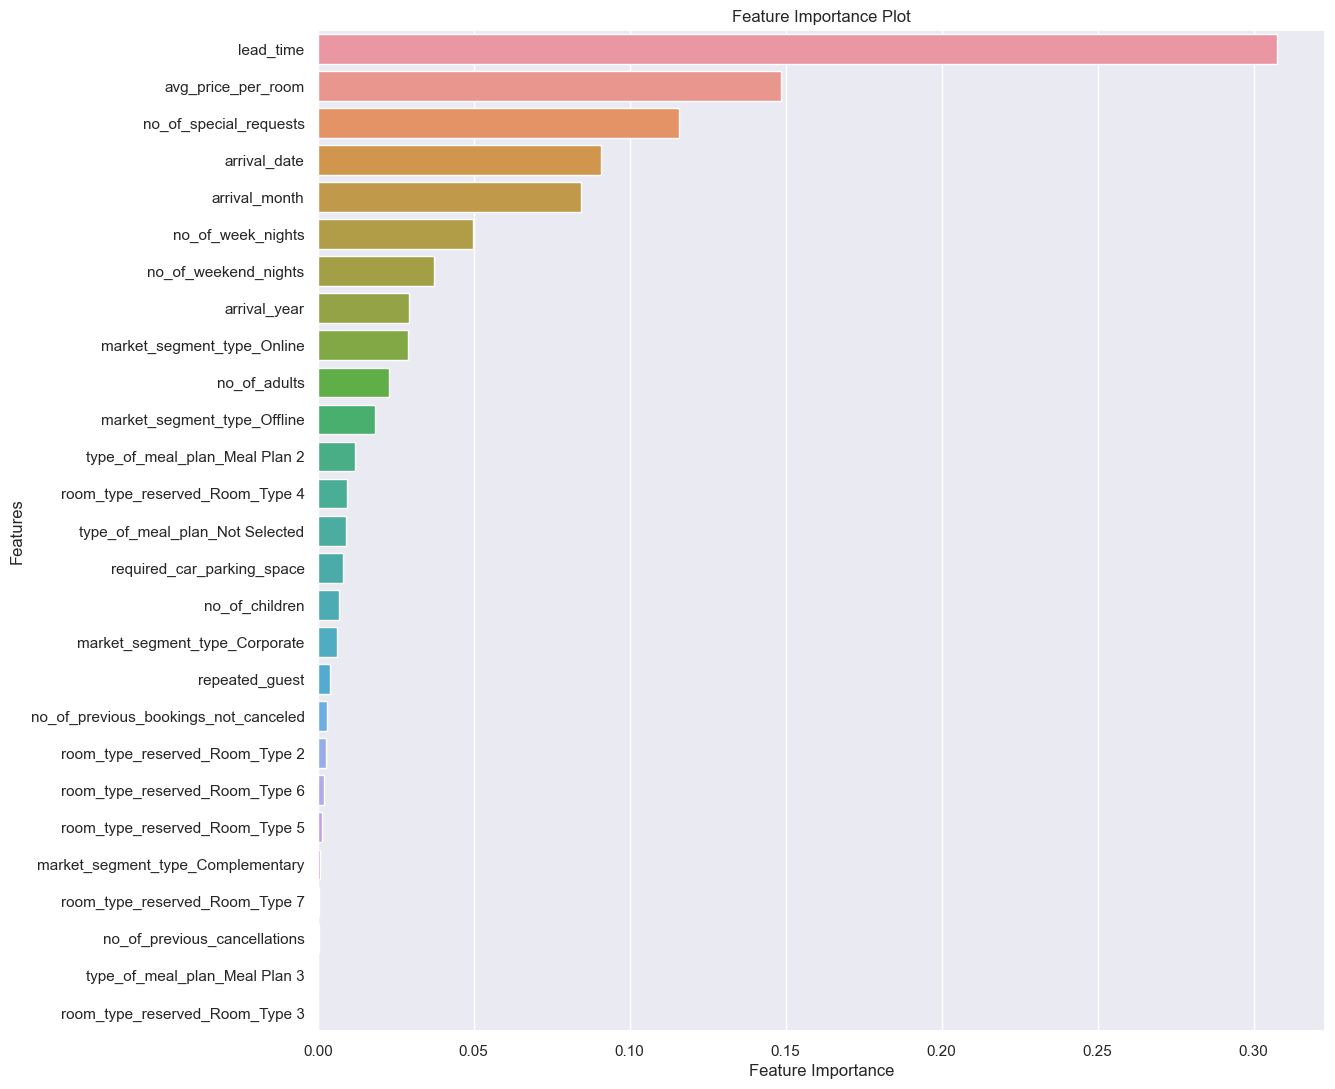 Feature Importance Plot
lead_time
avg_price_per_room
no_of_special_requests
arrival_date
arrival_month
no_of_week_nights
no_of_weekend_nights
arrival_year
market_segment_type_Online
no_of_adults
market_segment_type_Offline
type_of_meal_plan_Meal Plan 2
room_type_reserved_Room_Type 4
type_of_meal_plan_Not Selected
required_car_parking_space
no_of_children
market_segment_type_Corporate
repeated_guest
no_of_previous_bookings_not_canceled
room_type_reserved_Room_Type 2
room_type_reserved_Room_Type 6
room_type_reserved_Room_Type 5
market_segment_type_Complementary
room_type_reserved_Room_Type 7
no_of_previous_cancellations
type_of_meal_plan_Meal Plan 3
room_type_reserved_Room_Type 3
Features
0.00 0.05 0.10 0.15 0.20 0.25 0.30
Feature Importance